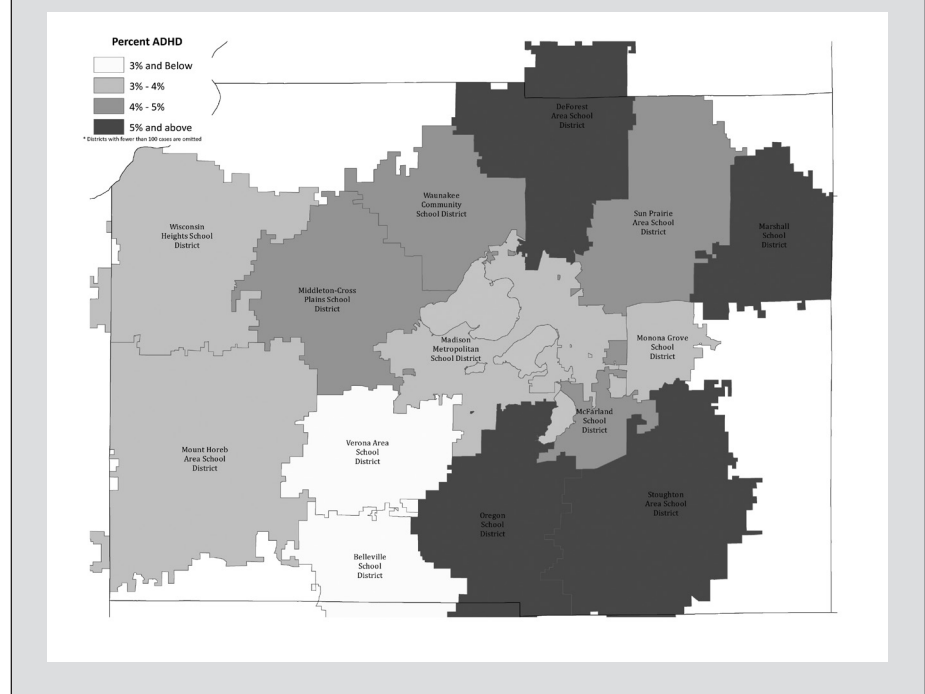 Percent ADHD
3% and Below
3% - 4%
4% - 5%
5% and above
* Districts with fewer than 100 cases are omitted
DeForest
Area School
District
Waunakee
Community
School District
Sun Prairie
Area School
District
Marshall
School
District
Wisconsin
Heights School
District
Middleton-Cross
Plains School
District
Madison
Metropolitan
School District
Monona Grove
School
District
McFarland
School
District
Mount Horeb
Area School
District
Verona Area
School
District
Stoughton
Area School
District
Oregon
School
District
Belleville
School
District